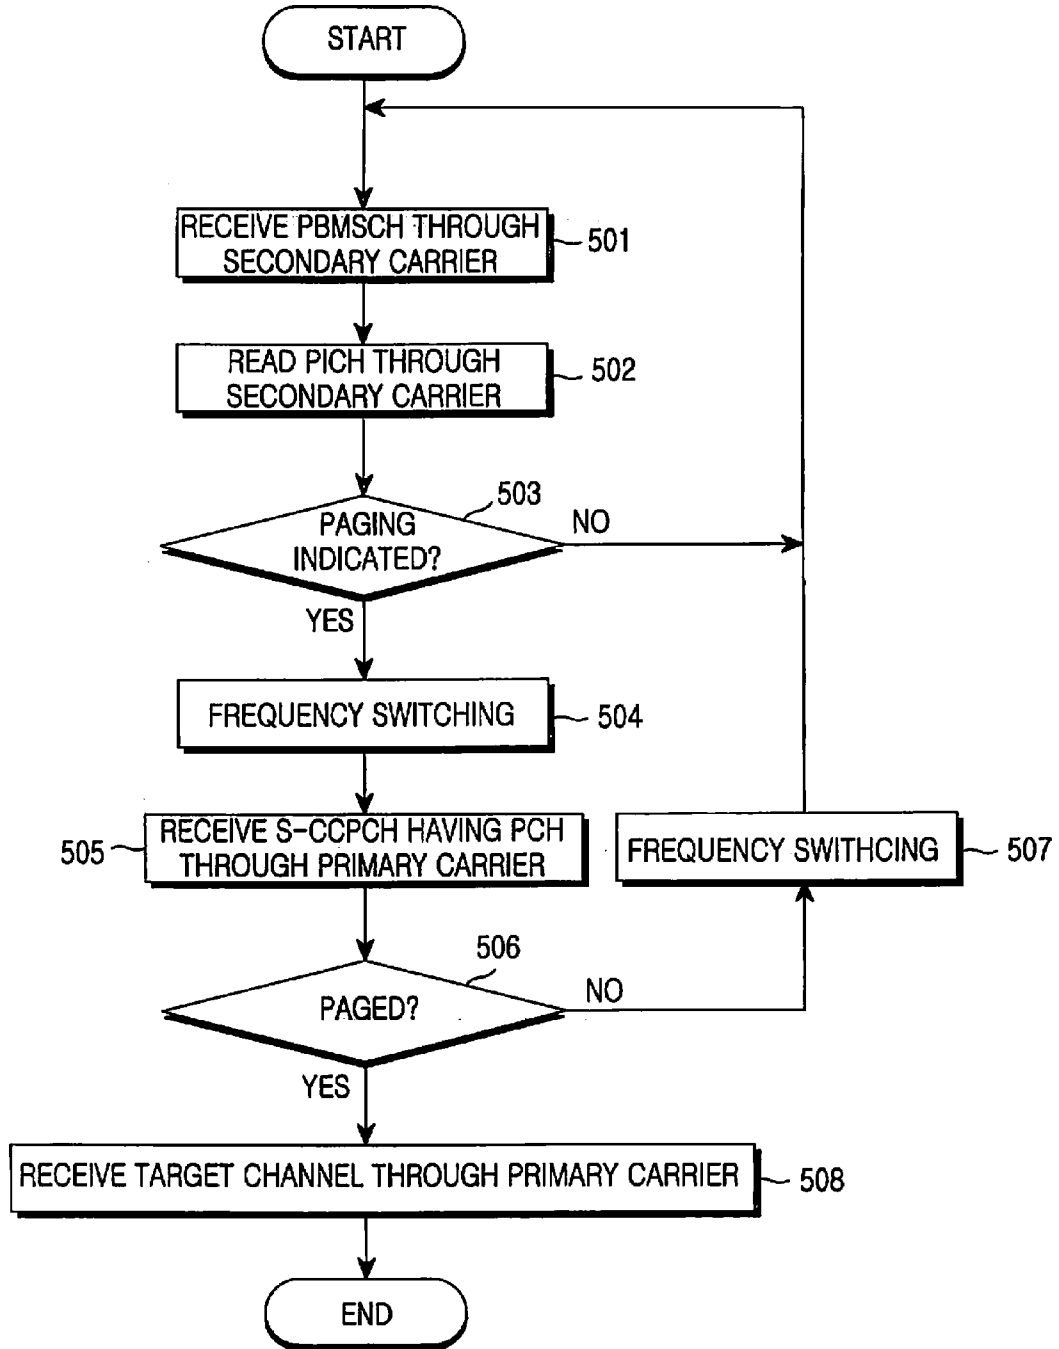 START
RECEIVE PBMSCH THROUGH
SECONDARY CARRIER
501
READ PICH THROUGH
SECONDARY CARRIER
502
503
PAGING
INDICATED?
NO
YES
FREQUENCY SWITCHING
504
505
RECEIVE S-CCPCH HAVING PCH
THROUGH PRIMARY CARRIER
FREQUENCY SWITHCING
507
506
PAGED?
NO
YES
RECEIVE TARGET CHANNEL THROUGH PRIMARY CARRIER
508
END